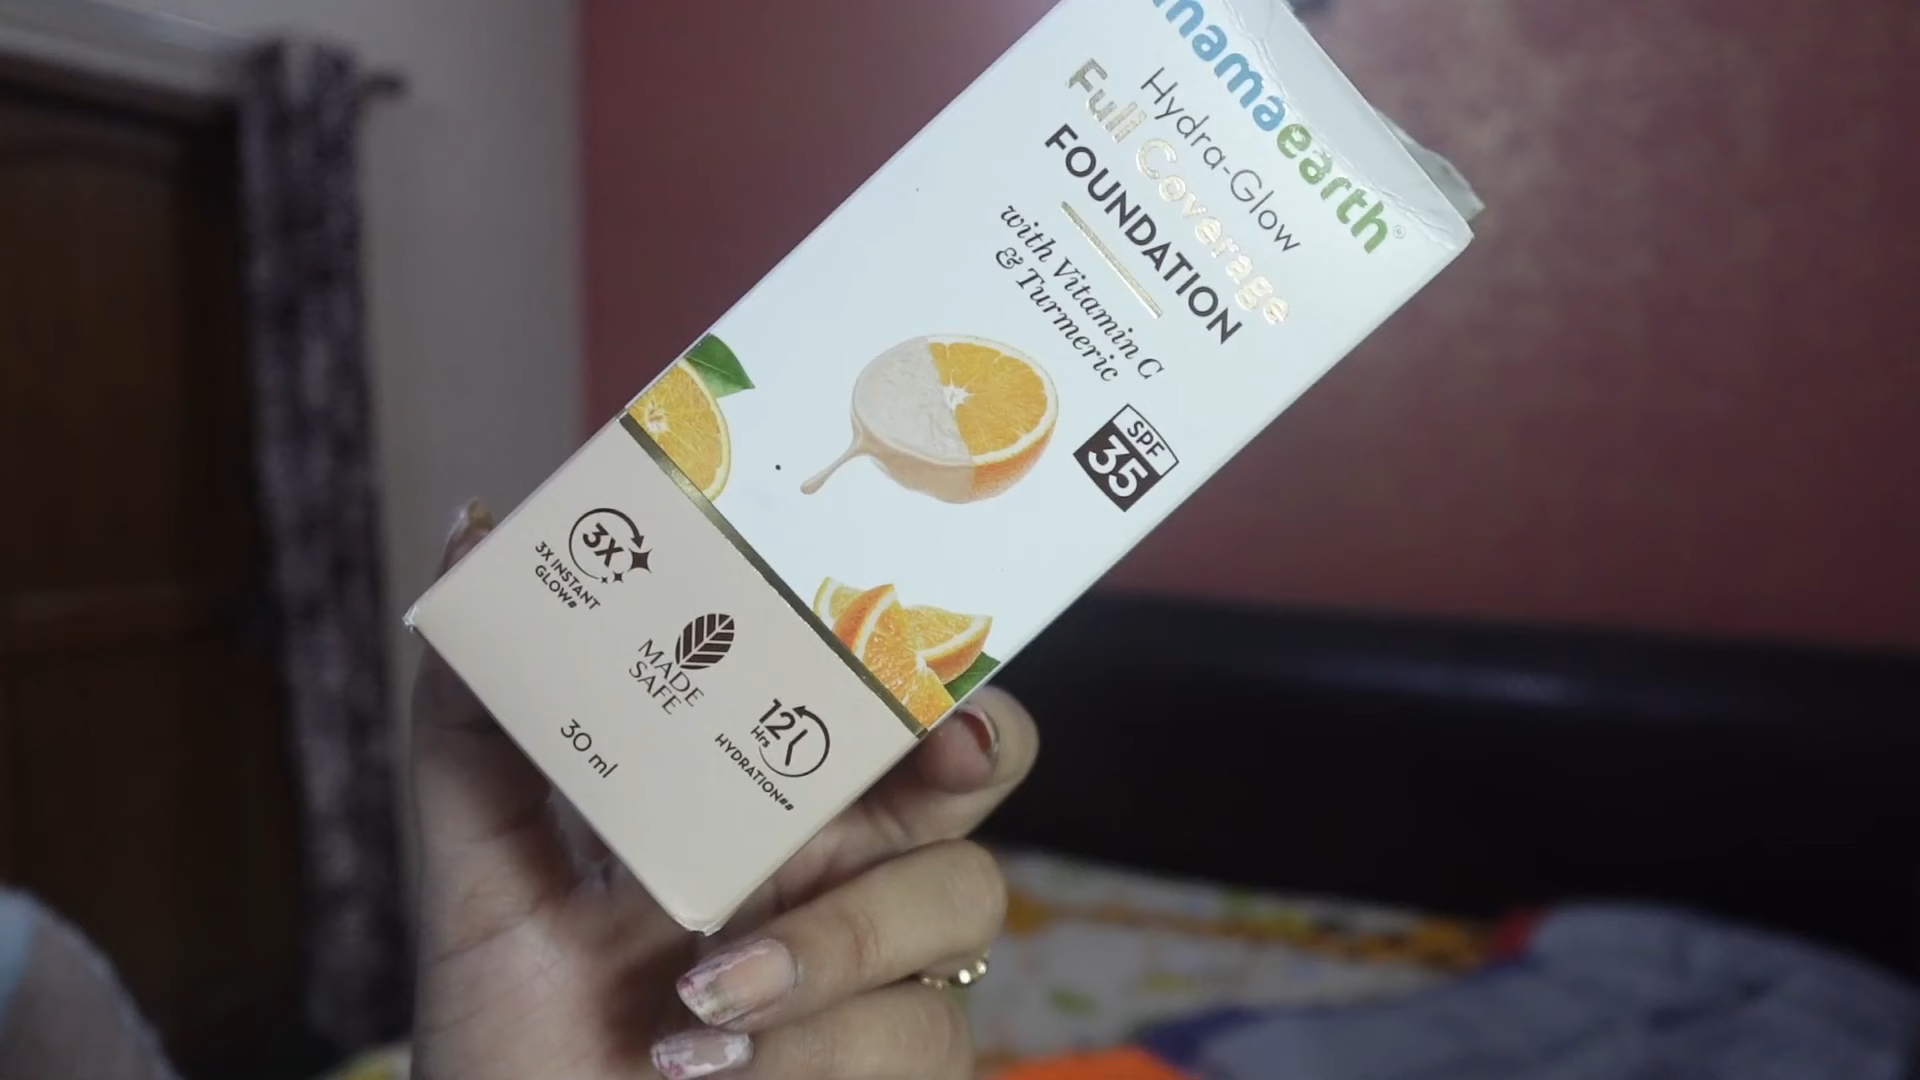 mamaearth®
Hydra-Glow
Full Coverage
FOUNDATION
with Vitamin C
& Turmeric
SPF
35
3X
3X INSTANT
GLOW#
MADE
SAFE
12
Hrs
HYDRATION##
30 ml